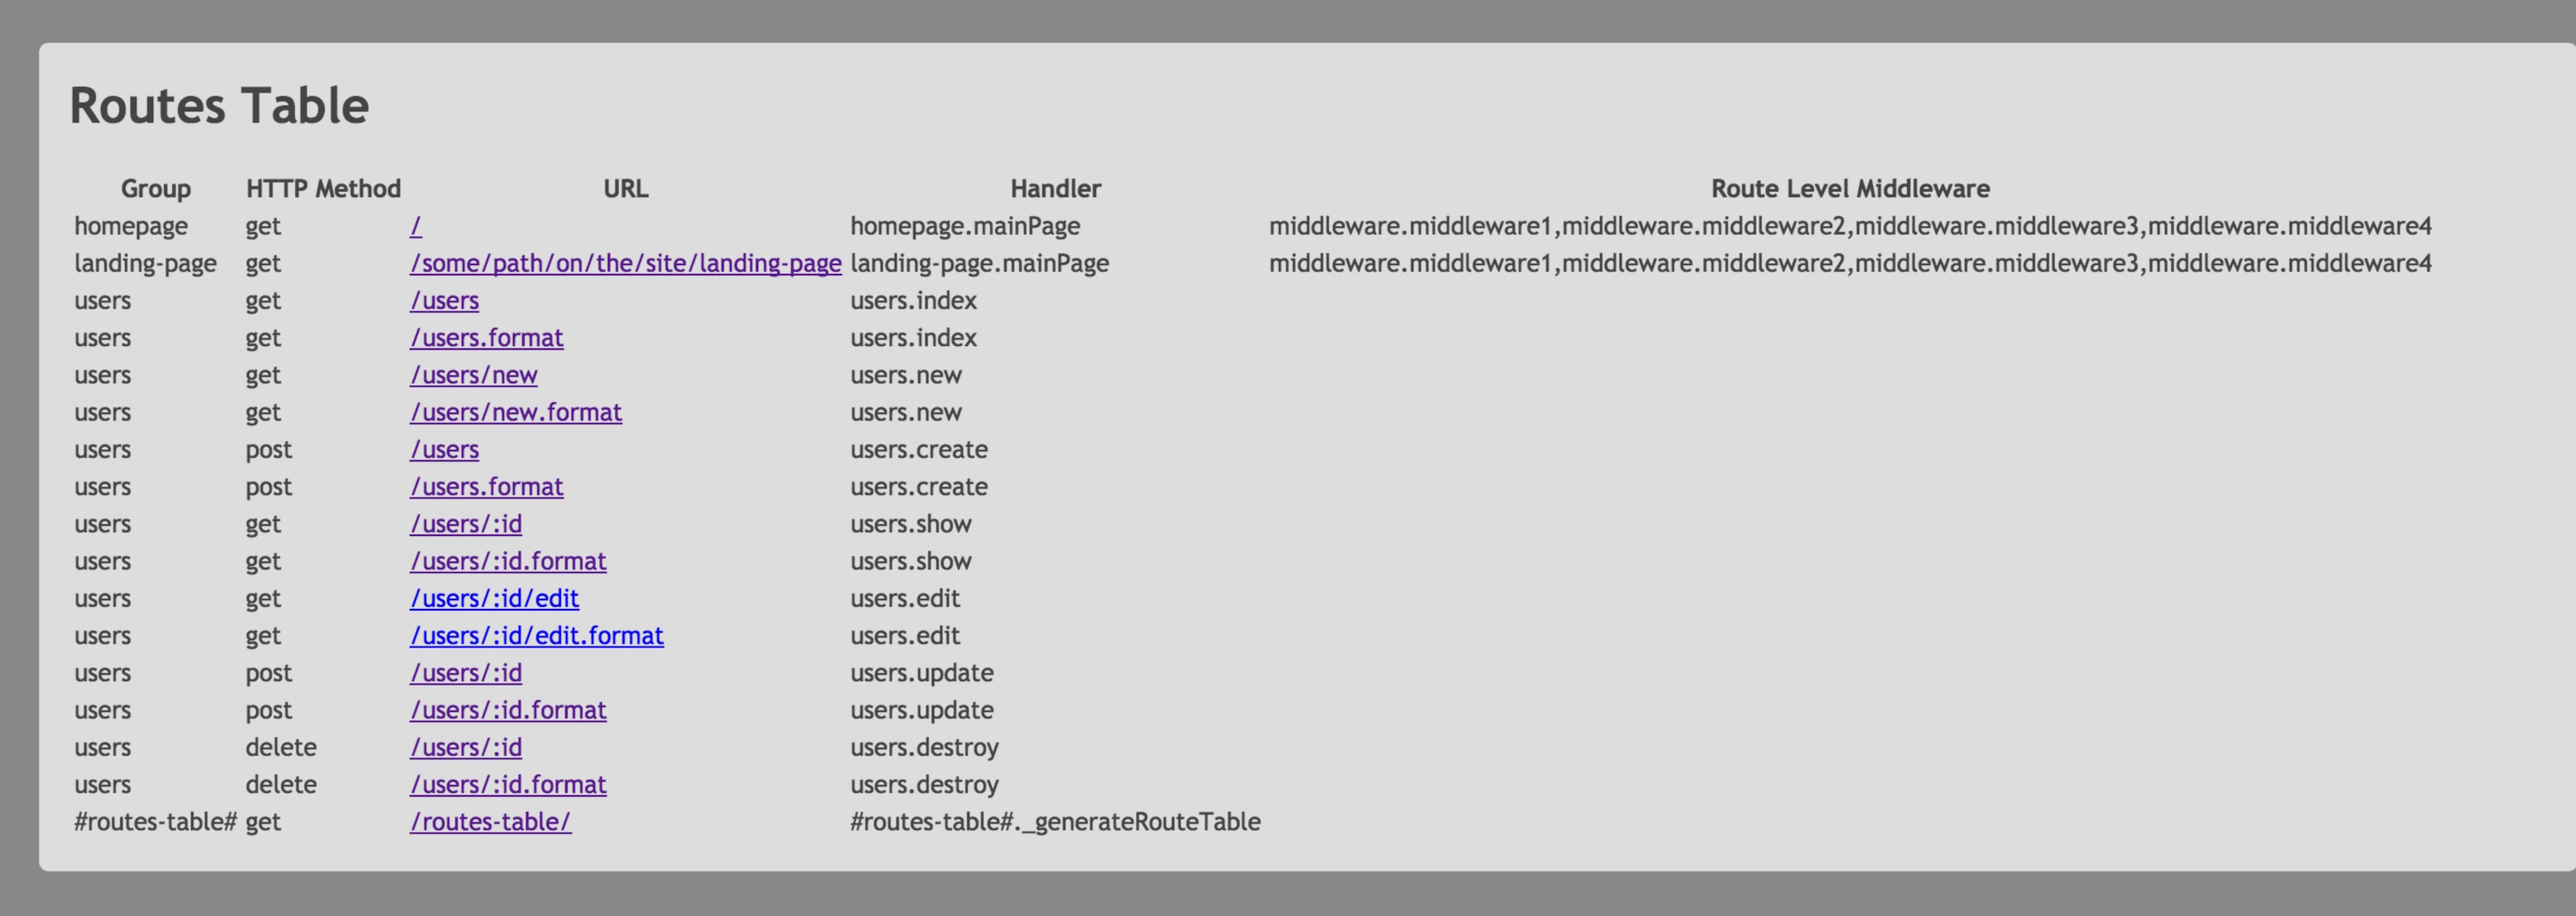 Routes Table
Group HTTP Method URL Handler Route Level Middleware
homepage get / homepage.mainPage middleware.middleware1,middleware.middleware2,middleware.middleware3,middleware.middleware4
landing-page get /some/path/on/the/site/landing-page landing-page.mainPage middleware.middleware1,middleware.middleware2,middleware.middleware3,middleware.middleware4
users get /users users.index
users get /users.format users.index
users get /users/new users.new
users get /users/new.format users.new
users post /users users.create
users post /users.format users.create
users get /users/:id users.show
users get /users/:id.format users.show
users get /users/:id/edit users.edit
users get /users/:id/edit.format users.edit
users post /users/:id users.update
users post /users/:id.format users.update
users delete /users/:id users.destroy
users delete /users/:id.format users.destroy
#routes-table# get /routes-table/ #routes-table#._generateRouteTable